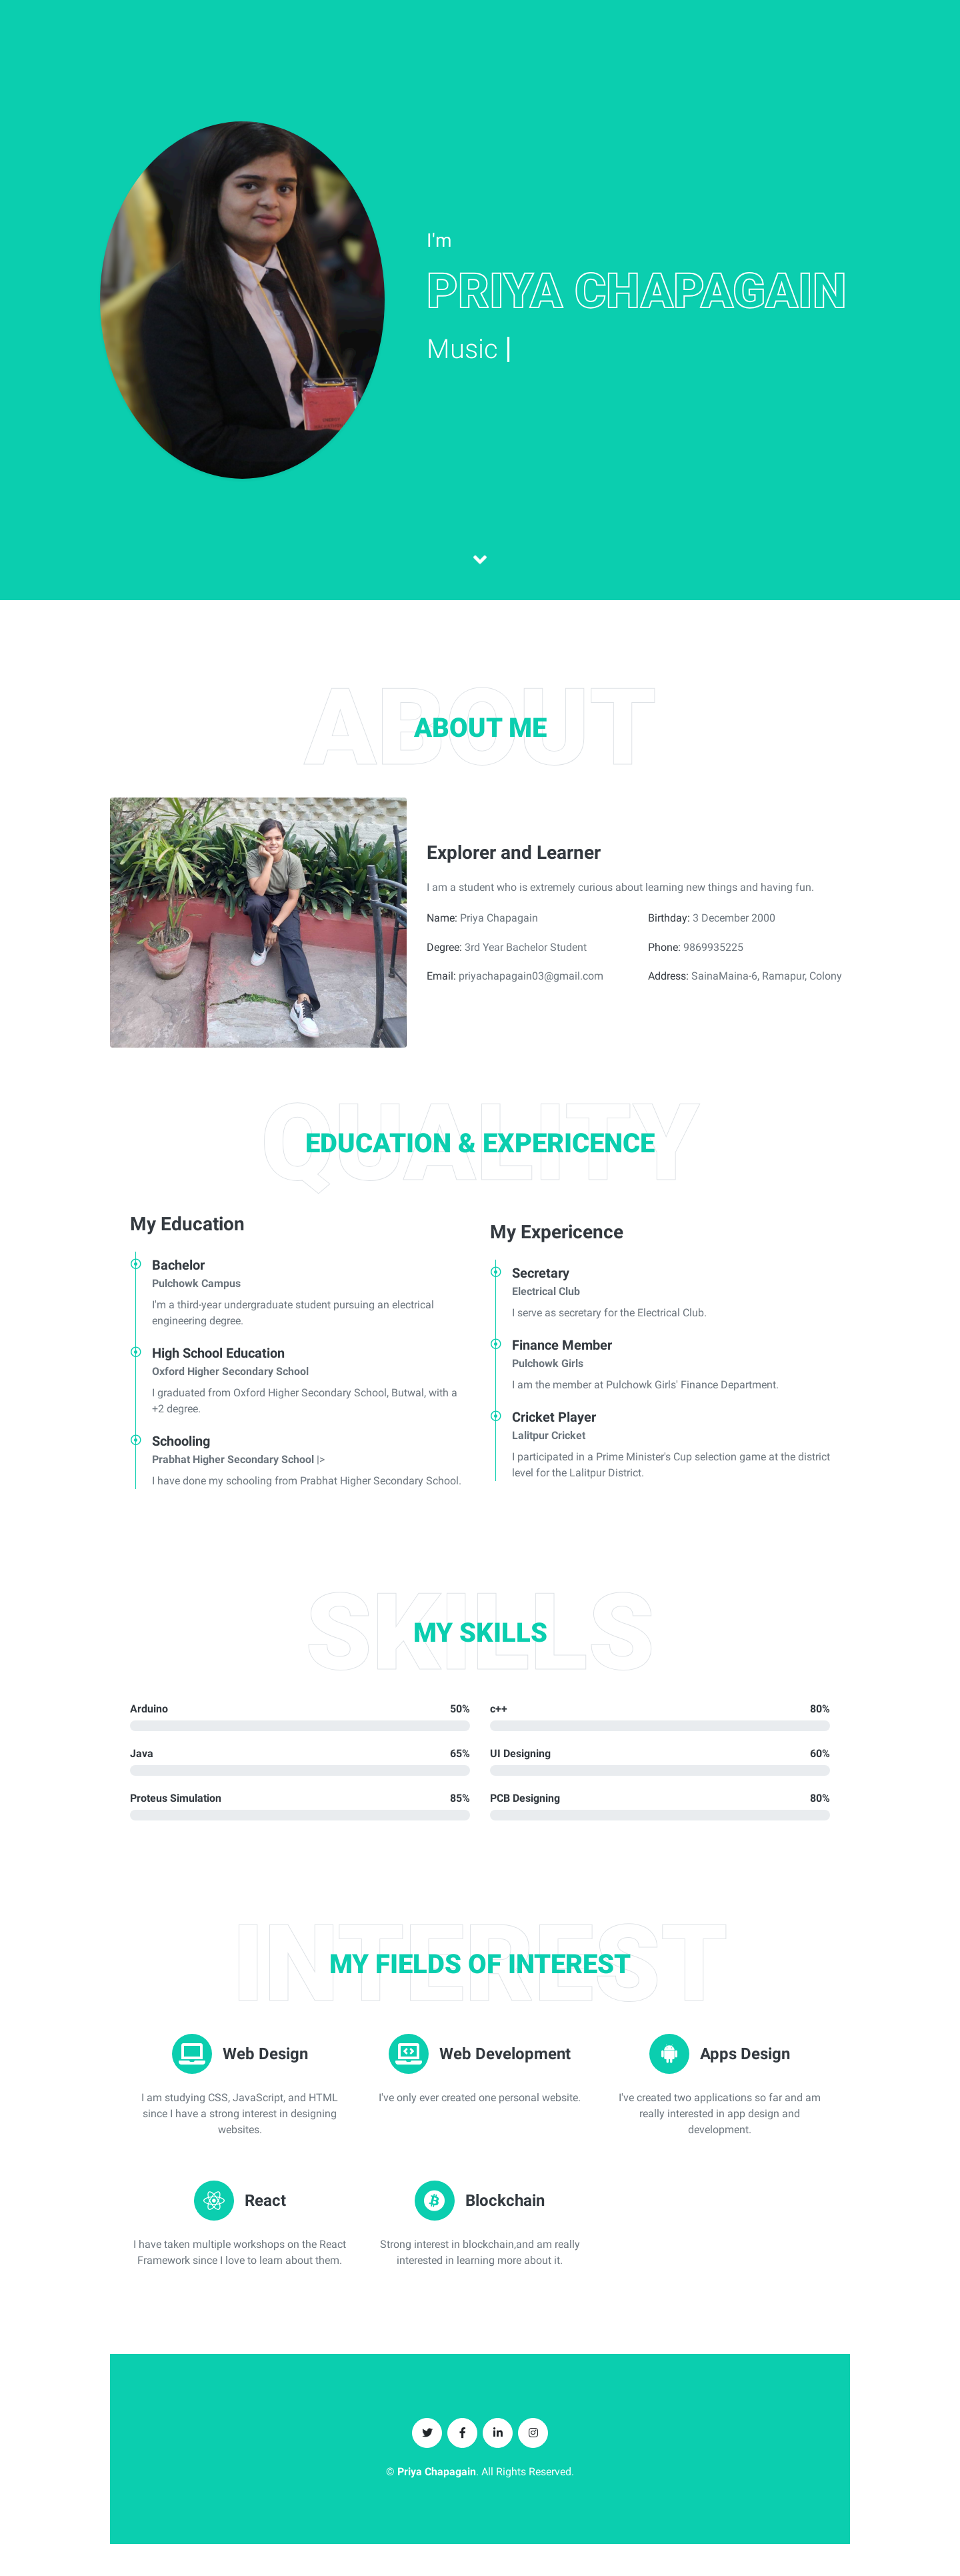 I'm
PRIYA CHAPAGAIN
Music |
ABOUT
ABOUT ME
Explorer and Learner
I am a student who is extremely curious about learning new things and having fun.
Name: Priya Chapagain
Birthday: 3 December 2000
Degree: 3rd Year Bachelor Student
Phone: 9869935225
Email: priyachapagain03@gmail.com
Address: SainaMaina-6, Ramapur, Colony
QUALITY
EDUCATION & EXPERICENCE
My Education
Bachelor
Pulchowk Campus
I'm a third-year undergraduate student pursuing an electrical
engineering degree.
High School Education
Oxford Higher Secondary School
I graduated from Oxford Higher Secondary School, Butwal, with a
+2 degree.
Schooling
Prabhat Higher Secondary School |>
I have done my schooling from Prabhat Higher Secondary School.
My Expericence
Secretary
Electrical Club
I serve as secretary for the Electrical Club.
Finance Member
Pulchowk Girls
I am the member at Pulchowk Girls' Finance Department.
Cricket Player
Lalitpur Cricket
I participated in a Prime Minister's Cup selection game at the district
level for the Lalitpur District.
SKILLS
MY SKILLS
Arduino 50%
c++ 80%
Java 65%
UI Designing 60%
Proteus Simulation 85%
PCB Designing 80%
INTEREST
MY FIELDS OF INTEREST
Web Design
I am studying CSS, JavaScript, and HTML
since I have a strong interest in designing
websites.
Web Development
I've only ever created one personal website.
Apps Design
I've created two applications so far and am
really interested in app design and
development.
React
I have taken multiple workshops on the React
Framework since I love to learn about them.
Blockchain
Strong interest in blockchain,and am really
interested in learning more about it.
© Priya Chapagain. All Rights Reserved.